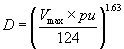 D = (V_max × pu / 124)^1.63